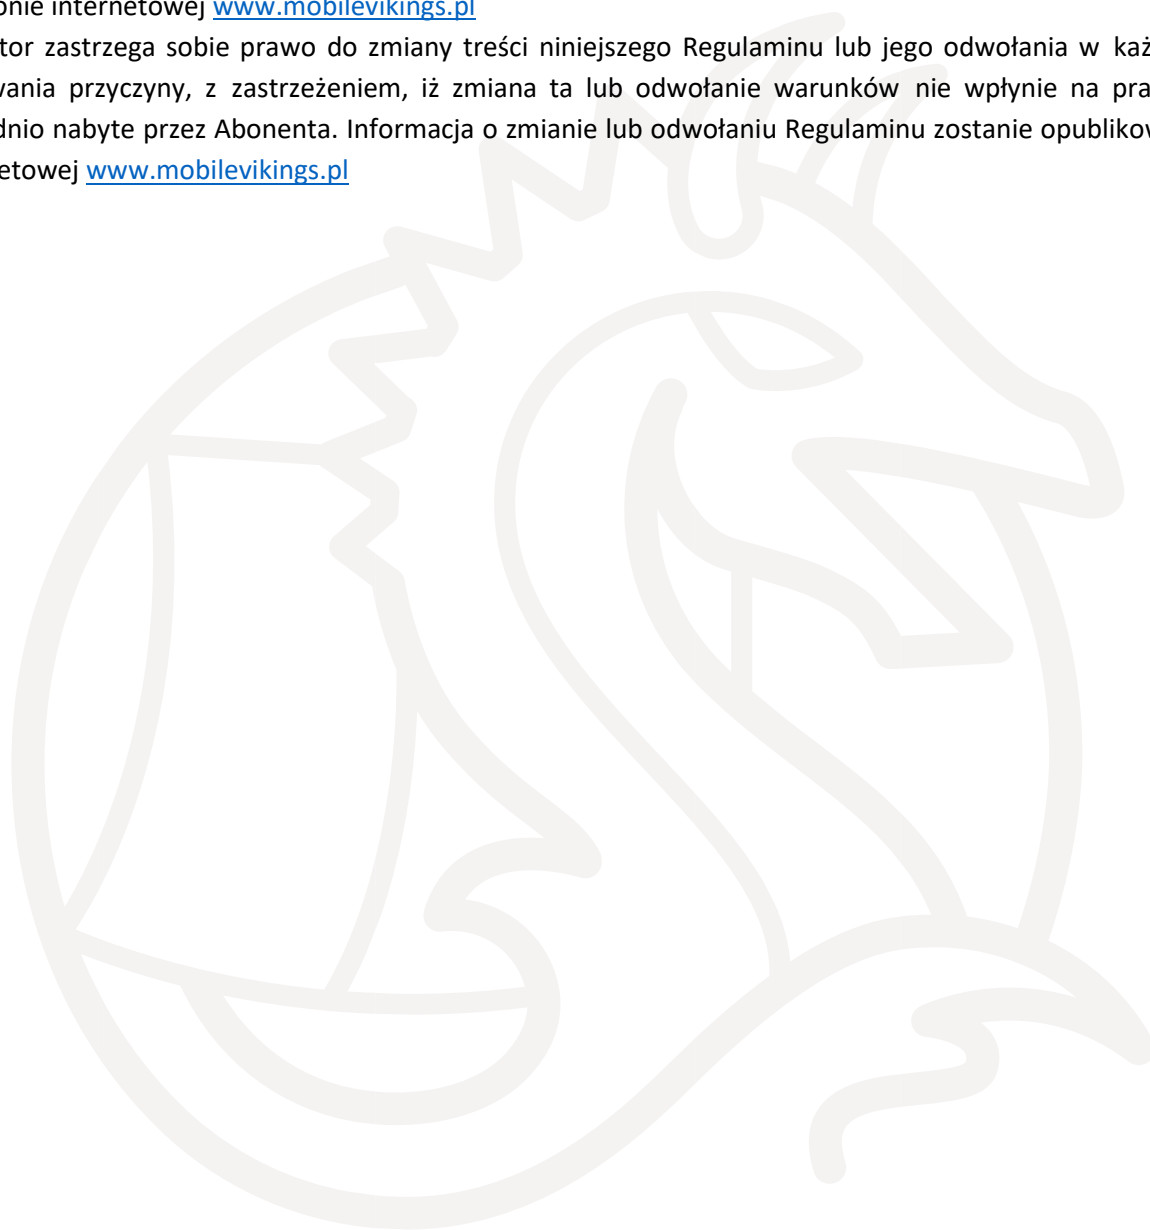 onie internetowej www.mobilevikings.pl
tor zastrzega sobie prawo do zmiany treści niniejszego Regulaminu lub jego odwołania w każ
wania przyczyny, z zastrzeżeniem, iż zmiana ta lub odwołanie warunków nie wpłynie na pra
dnio nabyte przez Abonenta. Informacja o zmianie lub odwołaniu Regulaminu zostanie opublikow
etowej www.mobilevikings.pl